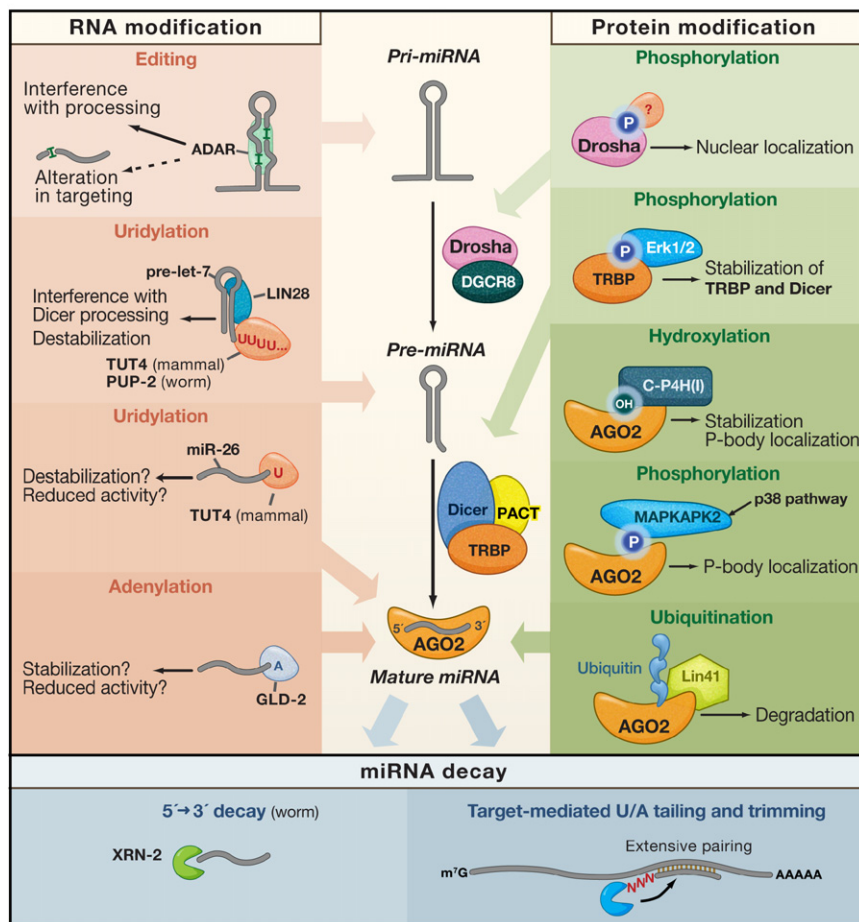 RNA modification
Editing
Interference
with processing
ADAR
I
I
I
Alteration
in targeting
Uridylation
pre-let-7
LIN28
Interference with
Dicer processing
Destabilization
UUUU...
TUT4 (mammal)
PUP-2 (worm)
Uridylation
miR-26
U
Destabilization?
Reduced activity?
TUT4 (mammal)
Adenylation
A
Stabilization?
Reduced activity?
GLD-2
Pri-miRNA
Drosha
DGCR8
Pre-miRNA
Dicer
PACT
TRBP
5´ 3´
AGO2
Mature miRNA
Protein modification
Phosphorylation
P
?
Drosha
Nuclear localization
Phosphorylation
P
Erk1/2
TRBP
Stabilization of
TRBP and Dicer
Hydroxylation
C-P4H(I)
OH
AGO2
Stabilization
P-body localization
Phosphorylation
p38 pathway
MAPKAPK2
P
AGO2
P-body localization
Ubiquitination
Ubiquitin
Lin41
AGO2
Degradation
miRNA decay
5´→3´ decay (worm)
XRN-2
Target-mediated U/A tailing and trimming
Extensive pairing
m⁷G
NNN
AAAAA